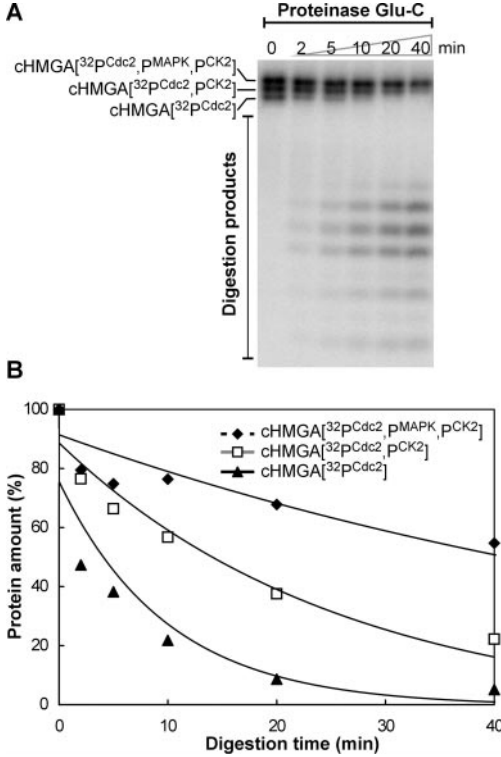 A
Proteinase Glu-C
0 2 5 10 20 40 min
cHMGA[³²Pᶜᵈᶜ²,Pᴹᴬᴾᴷ,Pᶜᴷ²]
cHMGA[³²Pᶜᵈᶜ²,Pᶜᴷ²]
cHMGA[³²Pᶜᵈᶜ²]
Digestion products
B
100
80
60
40
20
0
Protein amount (%)
cHMGA[³²Pᶜᵈᶜ²,Pᴹᴬᴾᴷ,Pᶜᴷ²]
cHMGA[³²Pᶜᵈᶜ²,Pᶜᴷ²]
cHMGA[³²Pᶜᵈᶜ²]
0 10 20 30 40
Digestion time (min)